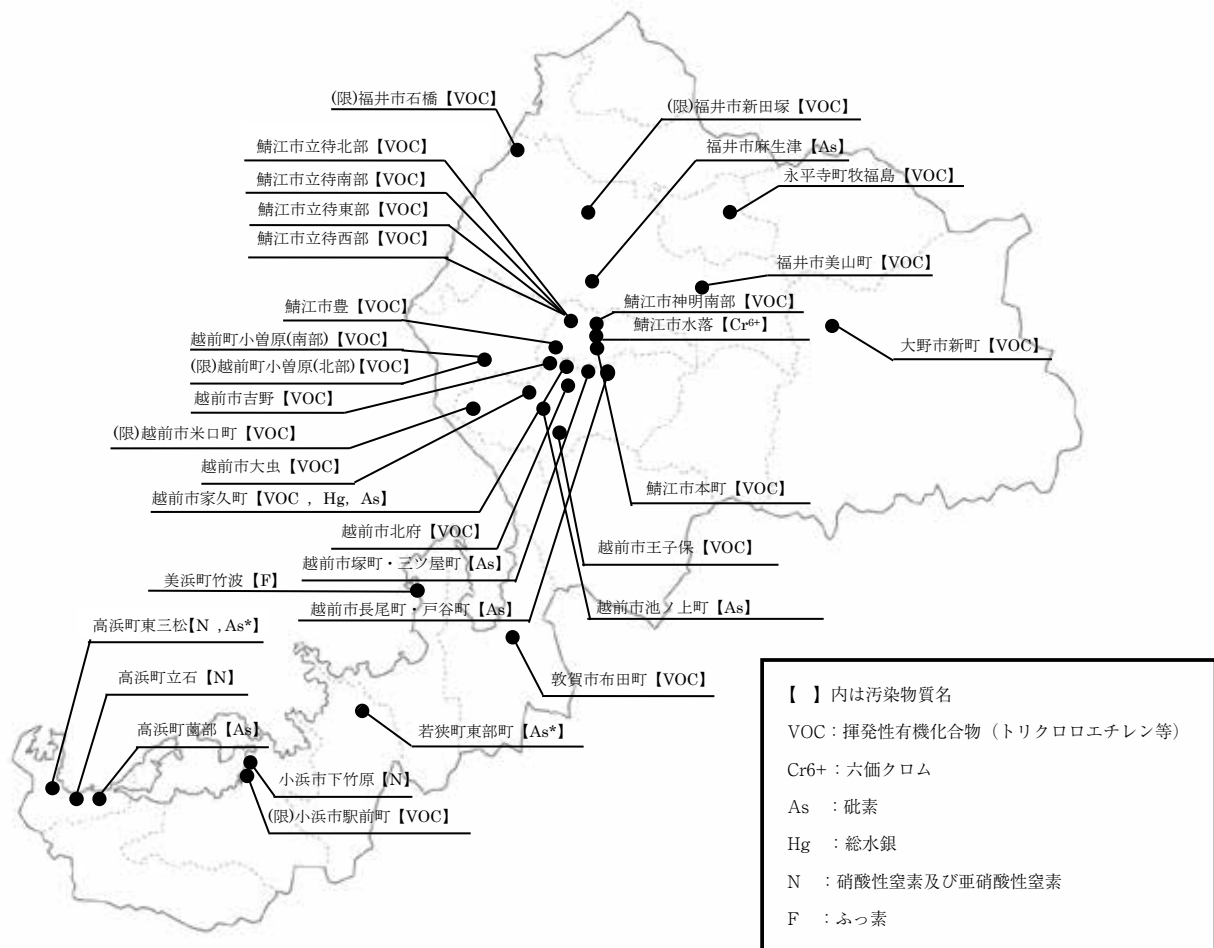 (限)福井市石橋【VOC】
(限)福井市新田塚【VOC】
鯖江市立待北部【VOC】
福井市麻生津【As】
永平寺町牧福島【VOC】
鯖江市立待南部【VOC】
鯖江市立待東部【VOC】
鯖江市立待西部【VOC】
福井市美山町【VOC】
鯖江市豊【VOC】
鯖江市神明南部【VOC】
鯖江市水落【Cr⁶⁺】
越前町小曽原(南部)【VOC】
大野市新町【VOC】
(限)越前町小曽原(北部)【VOC】
越前市吉野【VOC】
(限)越前市米口町【VOC】
越前市大虫【VOC】
越前市家久町【VOC , Hg, As】
鯖江市本町【VOC】
越前市北府【VOC】
越前市王子保【VOC】
越前市塚町・三ツ屋町【As】
美浜町竹波【F】
越前市長尾町・戸谷町【As】
越前市池ノ上町【As】
高浜町東三松【N ,As*】
高浜町立石【N】
敦賀市布田町【VOC】
高浜町薗部【As】
若狭町東部町【As*】
小浜市下竹原【N】
(限)小浜市駅前町【VOC】
【 】内は汚染物質名
VOC：揮発性有機化合物（トリクロロエチレン等）
Cr6+：六価クロム
As ：砒素
Hg ：総水銀
N ：硝酸性窒素及び亜硝酸性窒素
F ：ふっ素